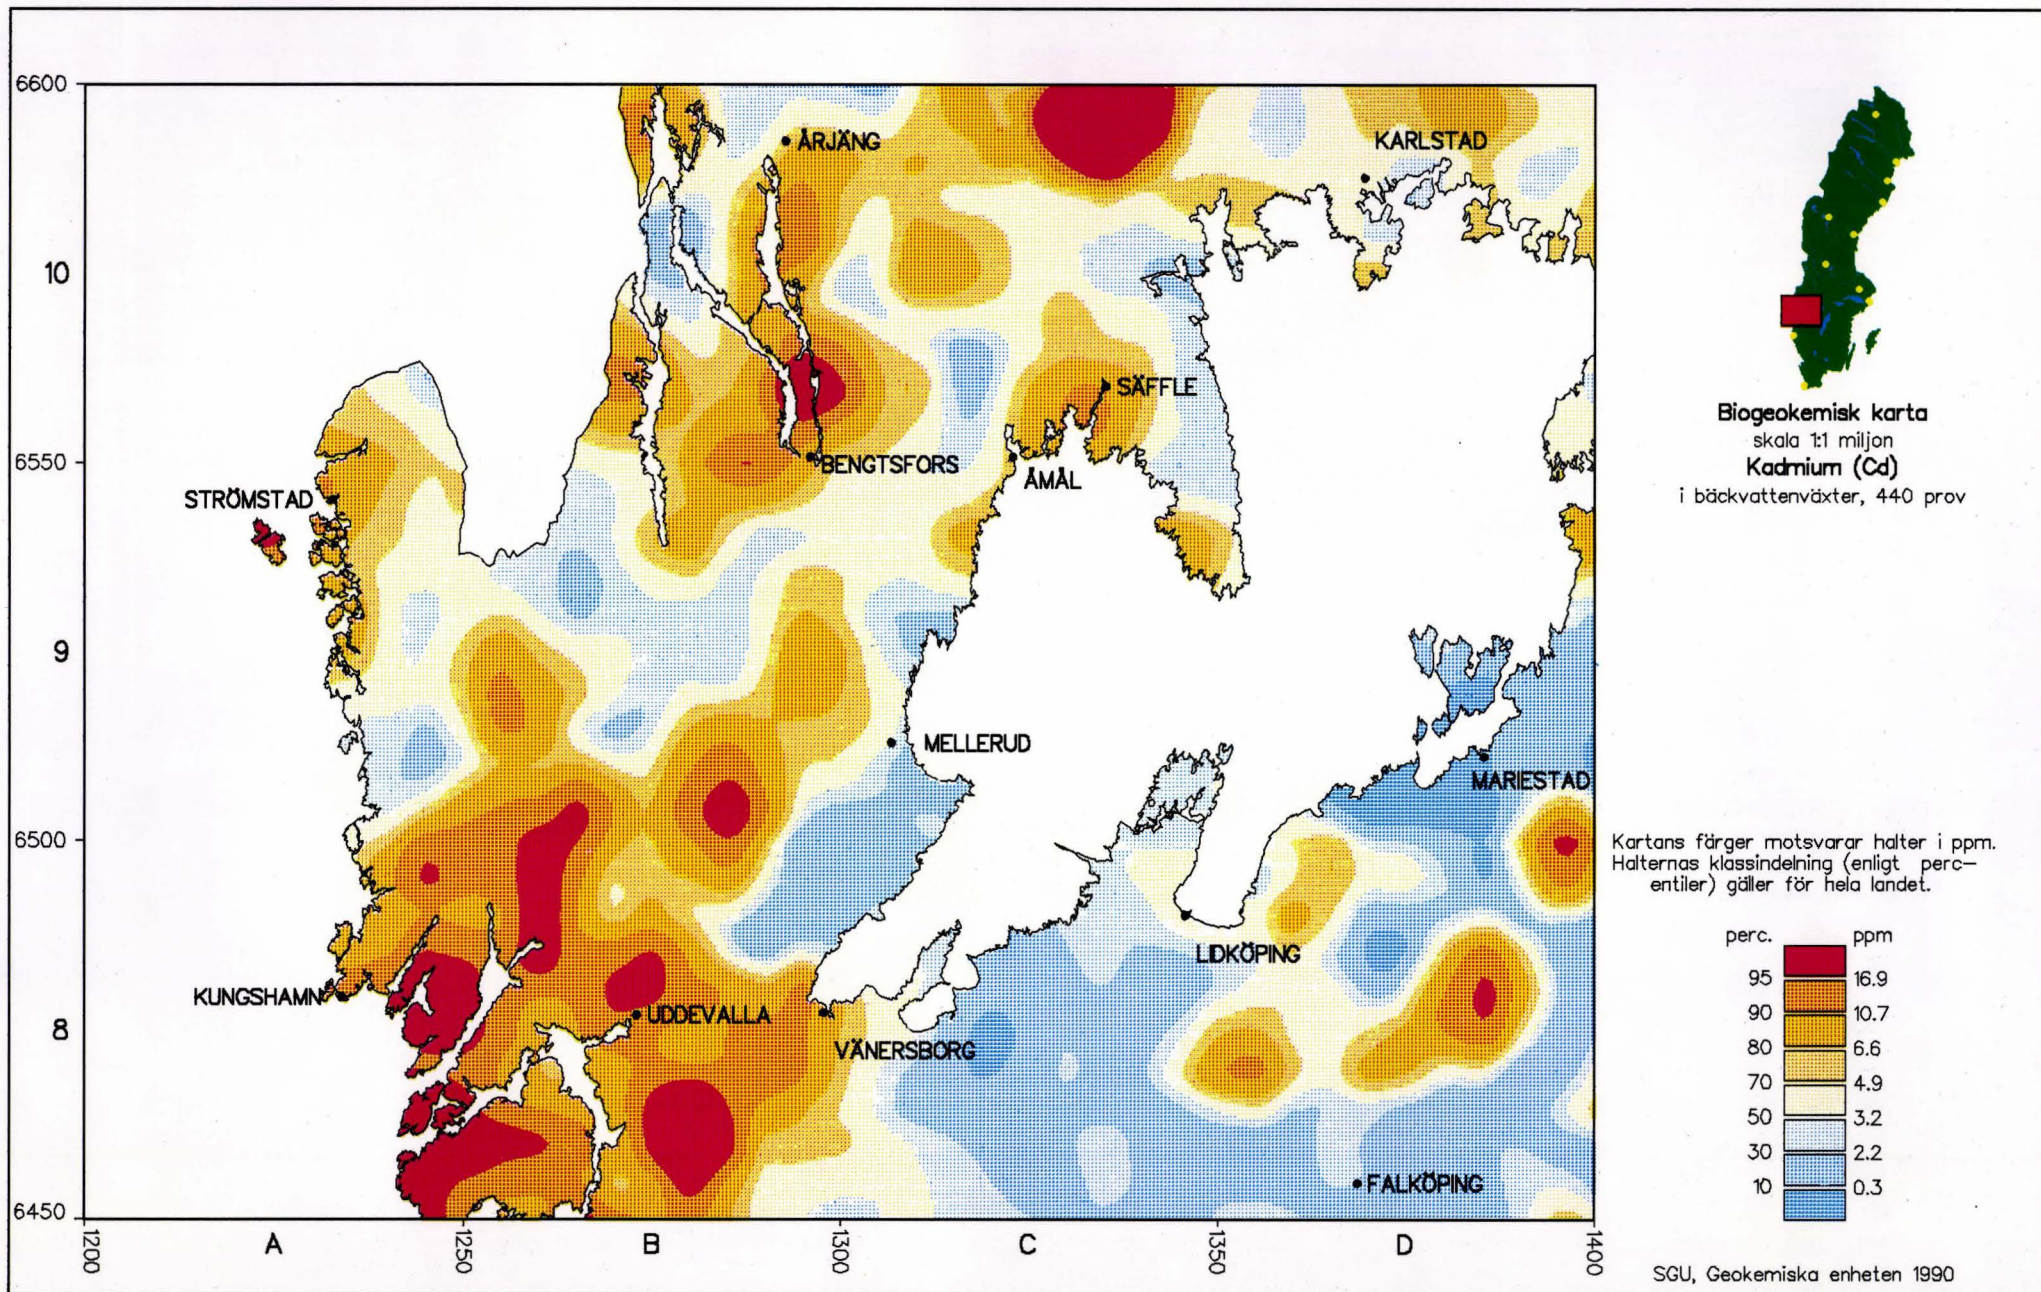 6600
ÅRJÄNG
KARLSTAD
10
SÄFFLE
6550
BENGTSFORS
ÅMÅL
STRÖMSTAD
9
MELLERUD
MARIESTAD
6500
LIDKÖPING
KUNGSHAMN
UDDEVALLA
8
VÄNERSBORG
FALKÖPING
6450
1200
A
1250
B
1300
C
1350
D
1400
Biogeokemisk karta
skala 1:1 miljon
Kadmium (Cd)
i bäckvattenväxter, 440 prov
Kartans färger motsvarar halter i ppm.
Halternas klassindelning (enligt perc–
entiler) gäller för hela landet.
perc. ppm
95 16.9
90 10.7
80 6.6
70 4.9
50 3.2
30 2.2
10 0.3
SGU, Geokemiska enheten 1990